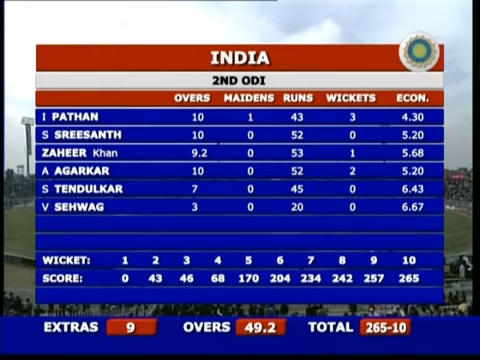 INDIA
2ND ODI
OVERS MAIDENS RUNS WICKETS ECON.
I PATHAN 10 1 43 3 4.30
S SREESANTH 10 0 52 0 5.20
ZAHEER Khan 9.2 0 53 1 5.68
A AGARKAR 10 0 52 2 5.20
S TENDULKAR 7 0 45 0 6.43
V SEHWAG 3 0 20 0 6.67
WICKET: 1 2 3 4 5 6 7 8 9 10
SCORE: 0 43 46 68 170 204 234 242 257 265
EXTRAS 9 OVERS 49.2 TOTAL 265-10